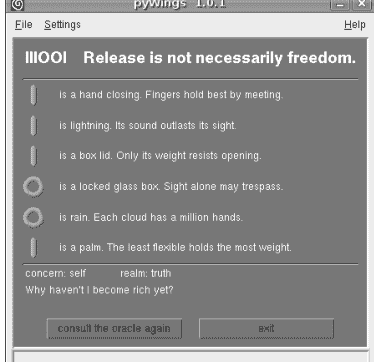 pyWings 1.0.1
File Settings Help
IIIOOI Release is not necessarily freedom.
is a hand closing. Fingers hold best by meeting.
is lightning. Its sound outlasts its sight.
is a box lid. Only its weight resists opening.
is a locked glass box. Sight alone may trespass.
is rain. Each cloud has a million hands.
is a palm. The least flexible holds the most weight.
concern: self realm: truth
Why haven't I become rich yet?
consult the oracle again exit